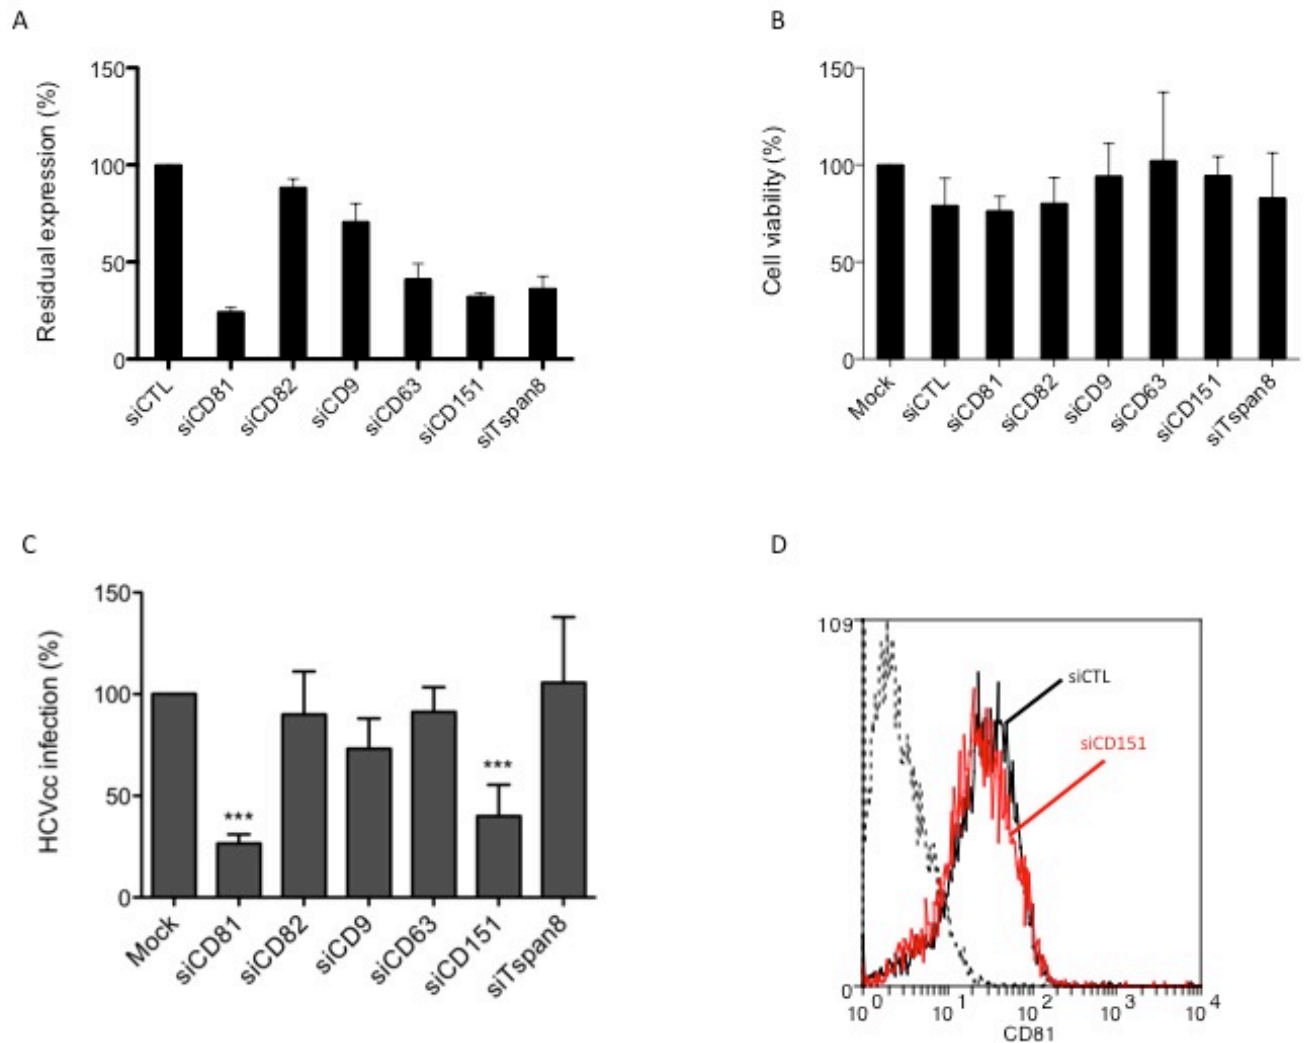 A
150
100
50
0
Residual expression (%)
siCTL
siCD81
siCD82
siCD9
siCD63
siCD151
siTspan8
B
150
100
50
0
Cell viability (%)
Mock
siCTL
siCD81
siCD82
siCD9
siCD63
siCD151
siTspan8
C
150
100
50
0
HCVcc infection (%)
***
***
Mock
siCD81
siCD82
siCD9
siCD63
siCD151
siTspan8
D
109
0
siCTL
siCD151
10 0
10 1
10 2
10 3
10 4
CD81